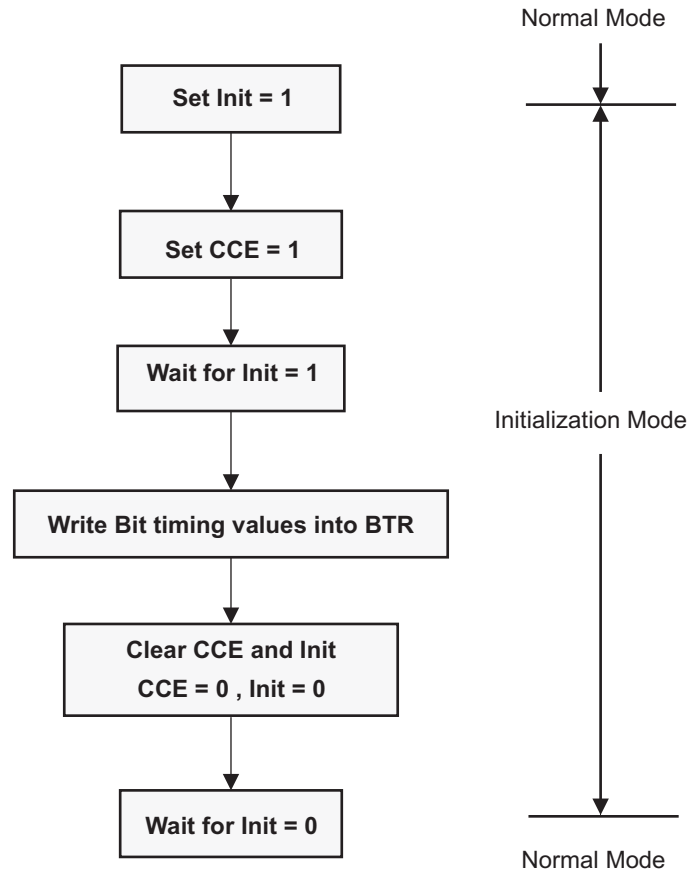 Normal Mode
Set Init = 1
Set CCE = 1
Wait for Init = 1
Initialization Mode
Write Bit timing values into BTR
Clear CCE and Init
CCE = 0 , Init = 0
Wait for Init = 0
Normal Mode